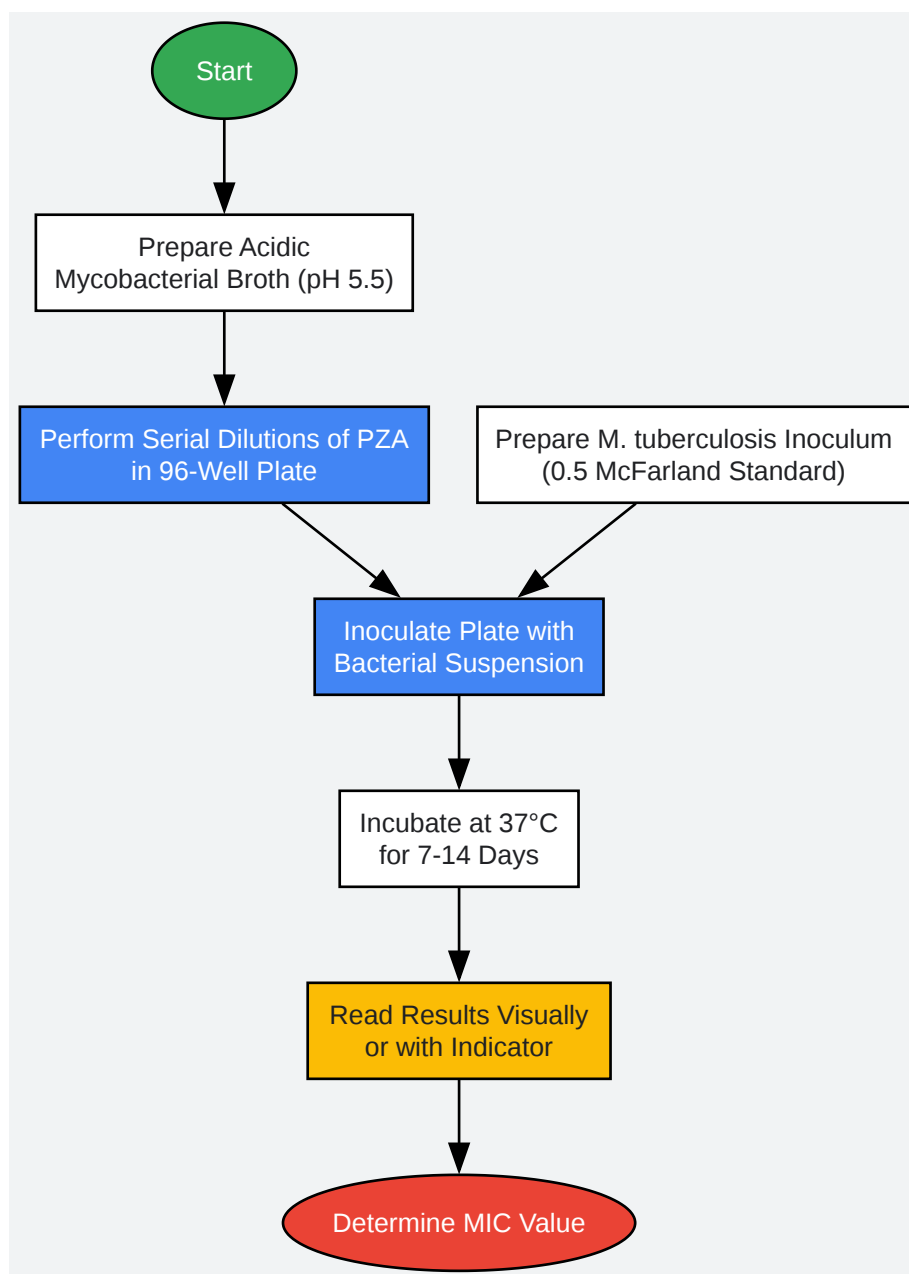 Start
Prepare Acidic
Mycobacterial Broth (pH 5.5)
Perform Serial Dilutions of PZA
in 96-Well Plate
Prepare M. tuberculosis Inoculum
(0.5 McFarland Standard)
Inoculate Plate with
Bacterial Suspension
Incubate at 37°C
for 7-14 Days
Read Results Visually
or with Indicator
Determine MIC Value